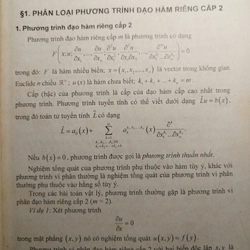 §1. PHÂN LOẠI PHƯƠNG TRÌNH ĐẠO HÀM RIÊNG CẤP 2
1. Phương trình đạo hàm riêng cấp 2
Phương trình đạo hàm riêng cấp m là phương trình có dạng
trong đó: F là hàm nhiều biến; x = (x₁, x₂, ..., xₙ) là vector trong không gian
Euclide n chiều ℝⁿ; u(x) là hàm chưa biết; k₁ + k₂ + ... + kₙ = m.
Cấp (bậc) của phương trình là cấp của đạo hàm cấp cao nhất trong
phương trình. Phương trình tuyến tính có thể viết dưới dạng L̂u = b(x),
trong đó toán tử tuyến tính L̂ có dạng
Nếu b(x) = 0, phương trình được gọi là phương trình thuần nhất.
Nghiệm tổng quát của phương trình phụ thuộc vào hàm tùy ý, khác với
phương trình vi phân thường là nghiệm tổng quát của phương trình vi phân
thường phụ thuộc vào hằng số tùy ý.
Trong các bài toán vật lý, phương trình thường gặp là phương trình vi
phân đạo hàm riêng cấp 2 (m = 2).
Ví dụ 1: Xét phương trình
∂u/∂x = 0
trong mặt phẳng (x, y) nó có nghiệm tổng quát u(x, y) = f(y)